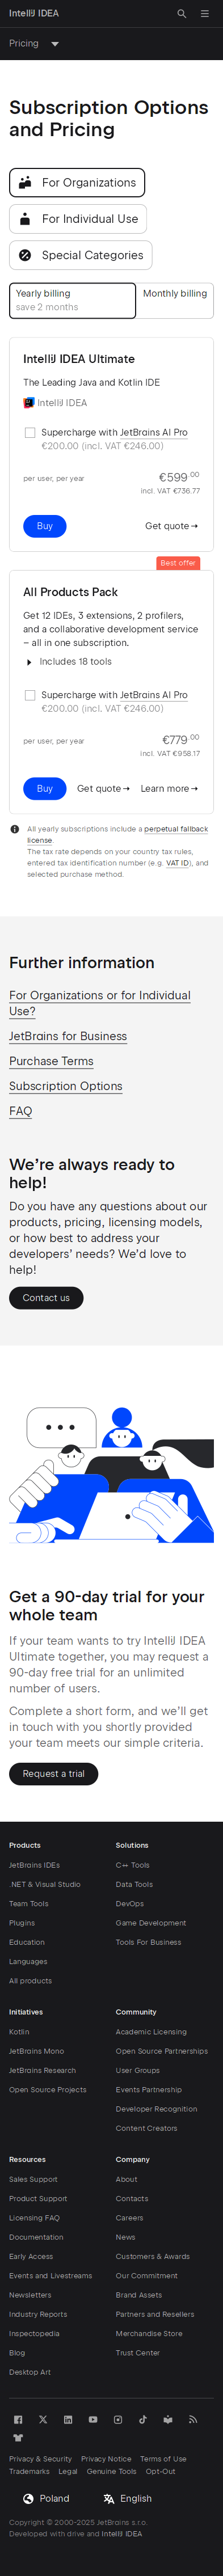 IntelliJ IDEA
Pricing
Subscription Options
and Pricing
For Organizations
For Individual Use
Special Categories
Yearly billing
save 2 months
Monthly billing
IntelliJ IDEA Ultimate
The Leading Java and Kotlin IDE
IntelliJ IDEA
Supercharge with JetBrains AI Pro
€200.00 (incl. VAT €246.00)
per user, per year
€599.00
incl. VAT €736.77
Buy
Get quote →
Best offer
All Products Pack
Get 12 IDEs, 3 extensions, 2 profilers,
and a collaborative development service
– all in one subscription.
Includes 18 tools
Supercharge with JetBrains AI Pro
€200.00 (incl. VAT €246.00)
per user, per year
€779.00
incl. VAT €958.17
Buy
Get quote →
Learn more →
All yearly subscriptions include a perpetual fallback
license.
The tax rate depends on your country tax rules,
entered tax identification number (e.g. VAT ID), and
selected purchase method.
Further information
For Organizations or for Individual
Use?
JetBrains for Business
Purchase Terms
Subscription Options
FAQ
We’re always ready to
help!
Do you have any questions about our
products, pricing, licensing models,
or how best to address your
developers’ needs? We’d love to
help!
Contact us
Get a 90-day trial for your
whole team
If your team wants to try IntelliJ IDEA
Ultimate together, you may request a
90-day free trial for an unlimited
number of users.
Complete a short form, and we’ll get
in touch with you shortly provided
your team meets our simple criteria.
Request a trial
Products
JetBrains IDEs
.NET & Visual Studio
Team Tools
Plugins
Education
Languages
All products
Solutions
C++ Tools
Data Tools
DevOps
Game Development
Tools For Business
Initiatives
Kotlin
JetBrains Mono
JetBrains Research
Open Source Projects
Community
Academic Licensing
Open Source Partnerships
User Groups
Events Partnership
Developer Recognition
Content Creators
Resources
Sales Support
Product Support
Licensing FAQ
Documentation
Early Access
Events and Livestreams
Newsletters
Industry Reports
Inspectopedia
Blog
Desktop Art
Company
About
Contacts
Careers
News
Customers & Awards
Our Commitment
Brand Assets
Partners and Resellers
Merchandise Store
Trust Center
Privacy & Security
Privacy Notice
Terms of Use
Trademarks
Legal
Genuine Tools
Opt-Out
Poland
English
Copyright © 2000-2025 JetBrains s.r.o.
Developed with drive and IntelliJ IDEA